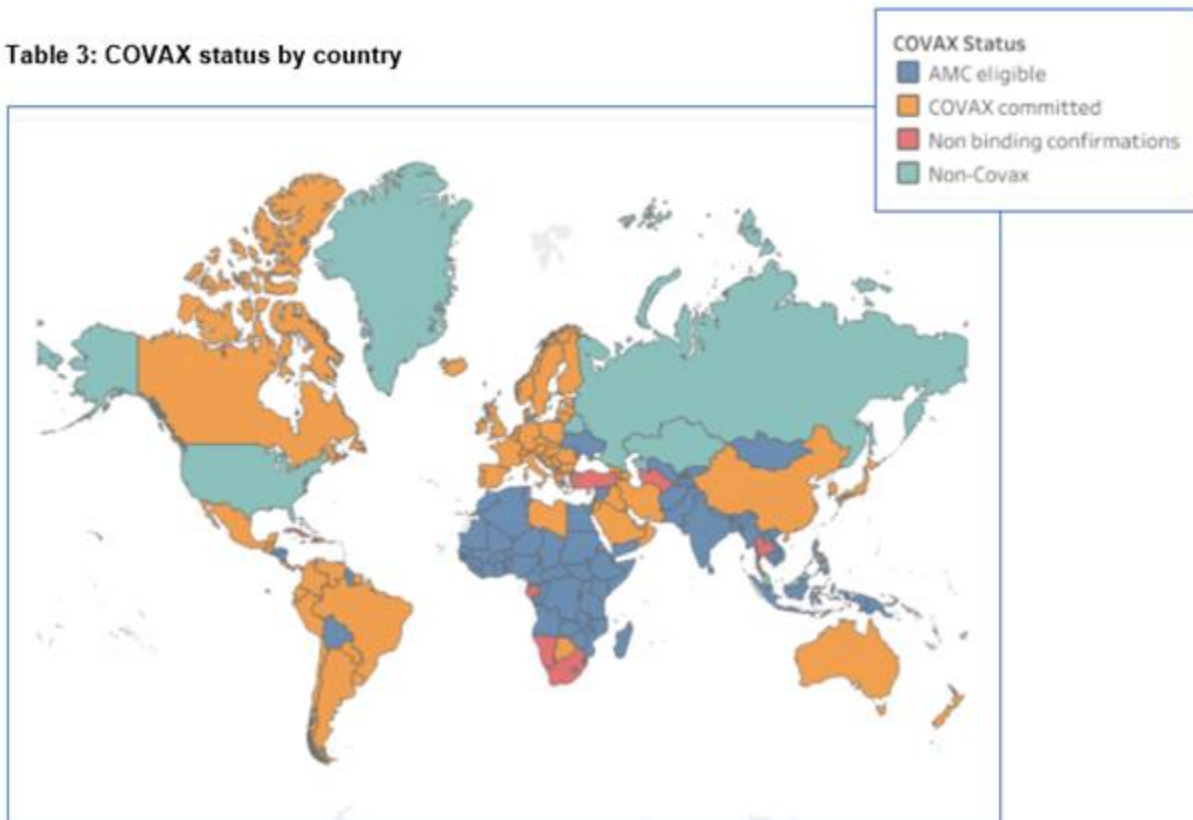 Table 3: COVAX status by country
COVAX Status
AMC eligible
COVAX committed
Non binding confirmations
Non-Covax